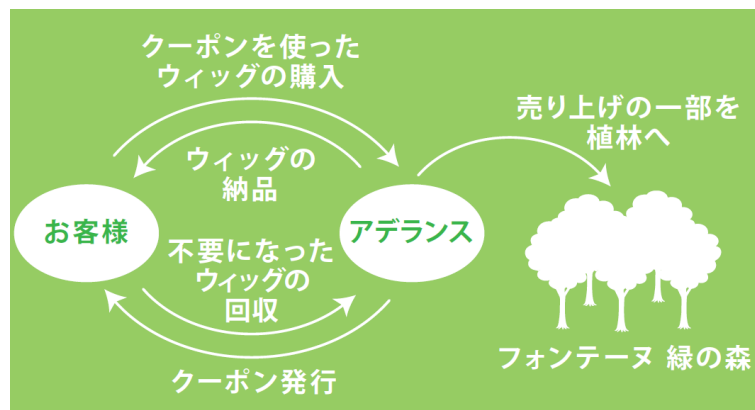 クーポンを使った
ウィッグの購入
売り上げの一部を
植林へ
ウィッグの
納品
お客様
アデランス
不要になった
ウィッグの
回収
クーポン発行
フォンテーヌ 緑の森